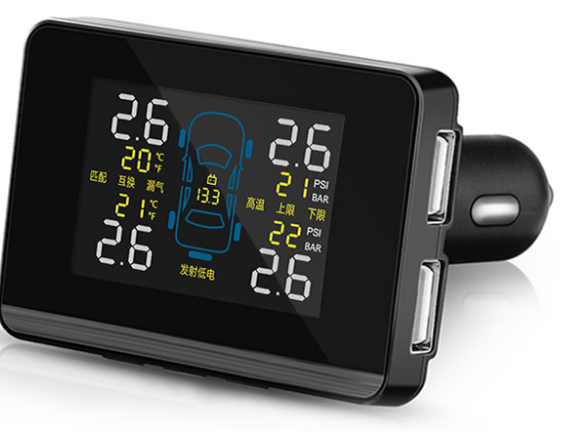 2.6 2.6
20 ℃ ℉ 21 PSI BAR
匹配 互换 漏气 13.3 高温 上限 下限
21 ℃ ℉ 22 PSI BAR
2.6 2.6
发射低电